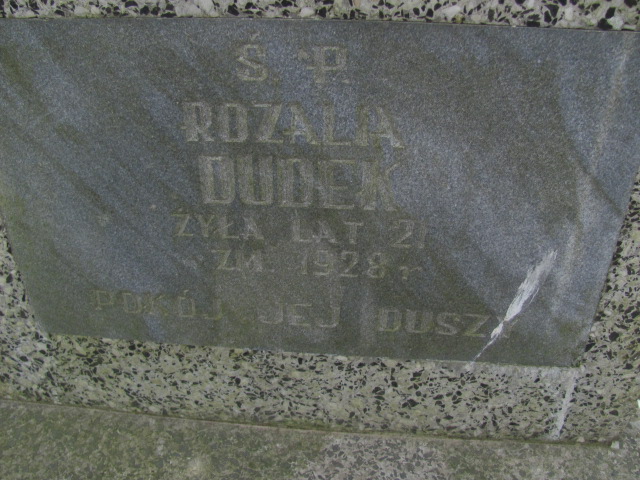 Ś. P.
ROZALIA
DUDEK
ŻYŁA LAT 21
ZM. 1928 r
POKÓJ JEJ DUSZY